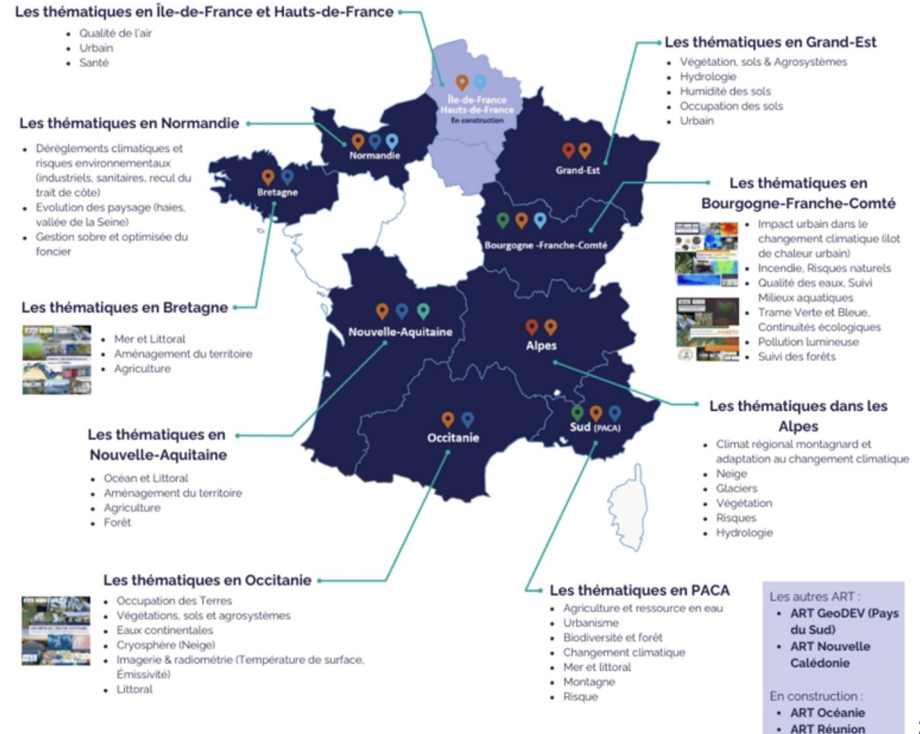 Les thématiques en Île-de-France et Hauts-de-France
Qualité de l'air
Urbain
Santé
Les thématiques en Normandie
Dérèglements climatiques et
risques environnementaux
(industriels, sanitaires, recul du
trait de côte)
Evolution des paysage (haies,
vallée de la Seine)
Gestion sobre et optimisée du
foncier
Les thématiques en Bretagne
Mer et Littoral
Aménagement du territoire
Agriculture
Les thématiques en
Nouvelle-Aquitaine
Océan et Littoral
Aménagement du territoire
Agriculture
Forêt
Les thématiques en Occitanie
Occupation des Terres
Végétations, sols et agrosystèmes
Eaux continentales
Cryosphère (Neige)
Imagerie & radiométrie (Température de surface,
Émissivité)
Littoral
Île-de-France
Hauts-de-France
En construction
Normandie
Bretagne
Grand-Est
Bourgogne -Franche-Comté
Nouvelle-Aquitaine
Alpes
Occitanie
Sud (PACA)
Les thématiques en Grand-Est
Végétation, sols & Agrosystèmes
Hydrologie
Humidité des sols
Occupation des sols
Urbain
Les thématiques en
Bourgogne-Franche-Comté
Impact urbain dans le
changement climatique (ilot
de chaleur urbain)
Incendie, Risques naturels
Qualité des eaux, Suivi
Milieux aquatiques
Trame Verte et Bleue,
Continuités écologiques
Pollution lumineuse
Suivi des forêts
Les thématiques dans les
Alpes
Climat régional montagnard et
adaptation au changement climatique
Neige
Glaciers
Végétation
Risques
Hydrologie
Les thématiques en PACA
Agriculture et ressource en eau
Urbanisme
Biodiversité et forêt
Changement climatique
Mer et littoral
Montagne
Risque
Les autres ART :
ART GeoDEV (Pays
du Sud)
ART Nouvelle
Calédonie
En construction :
ART Océanie
ART Réunion